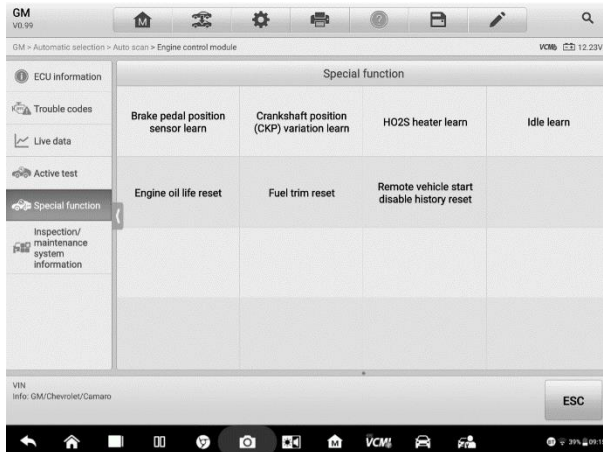 GM
V0.99
GM > Automatic selection > Auto scan > Engine control module
VCMI 12.23V
ECU information
Trouble codes
Live data
Active test
Special function
Inspection/
maintenance
system
information
Special function
Brake pedal position
sensor learn
Crankshaft position
(CKP) variation learn
HO2S heater learn
Idle learn
Engine oil life reset
Fuel trim reset
Remote vehicle start
disable history reset
VIN
Info: GM/Chevrolet/Camaro
ESC
VCMI
39% 09:1